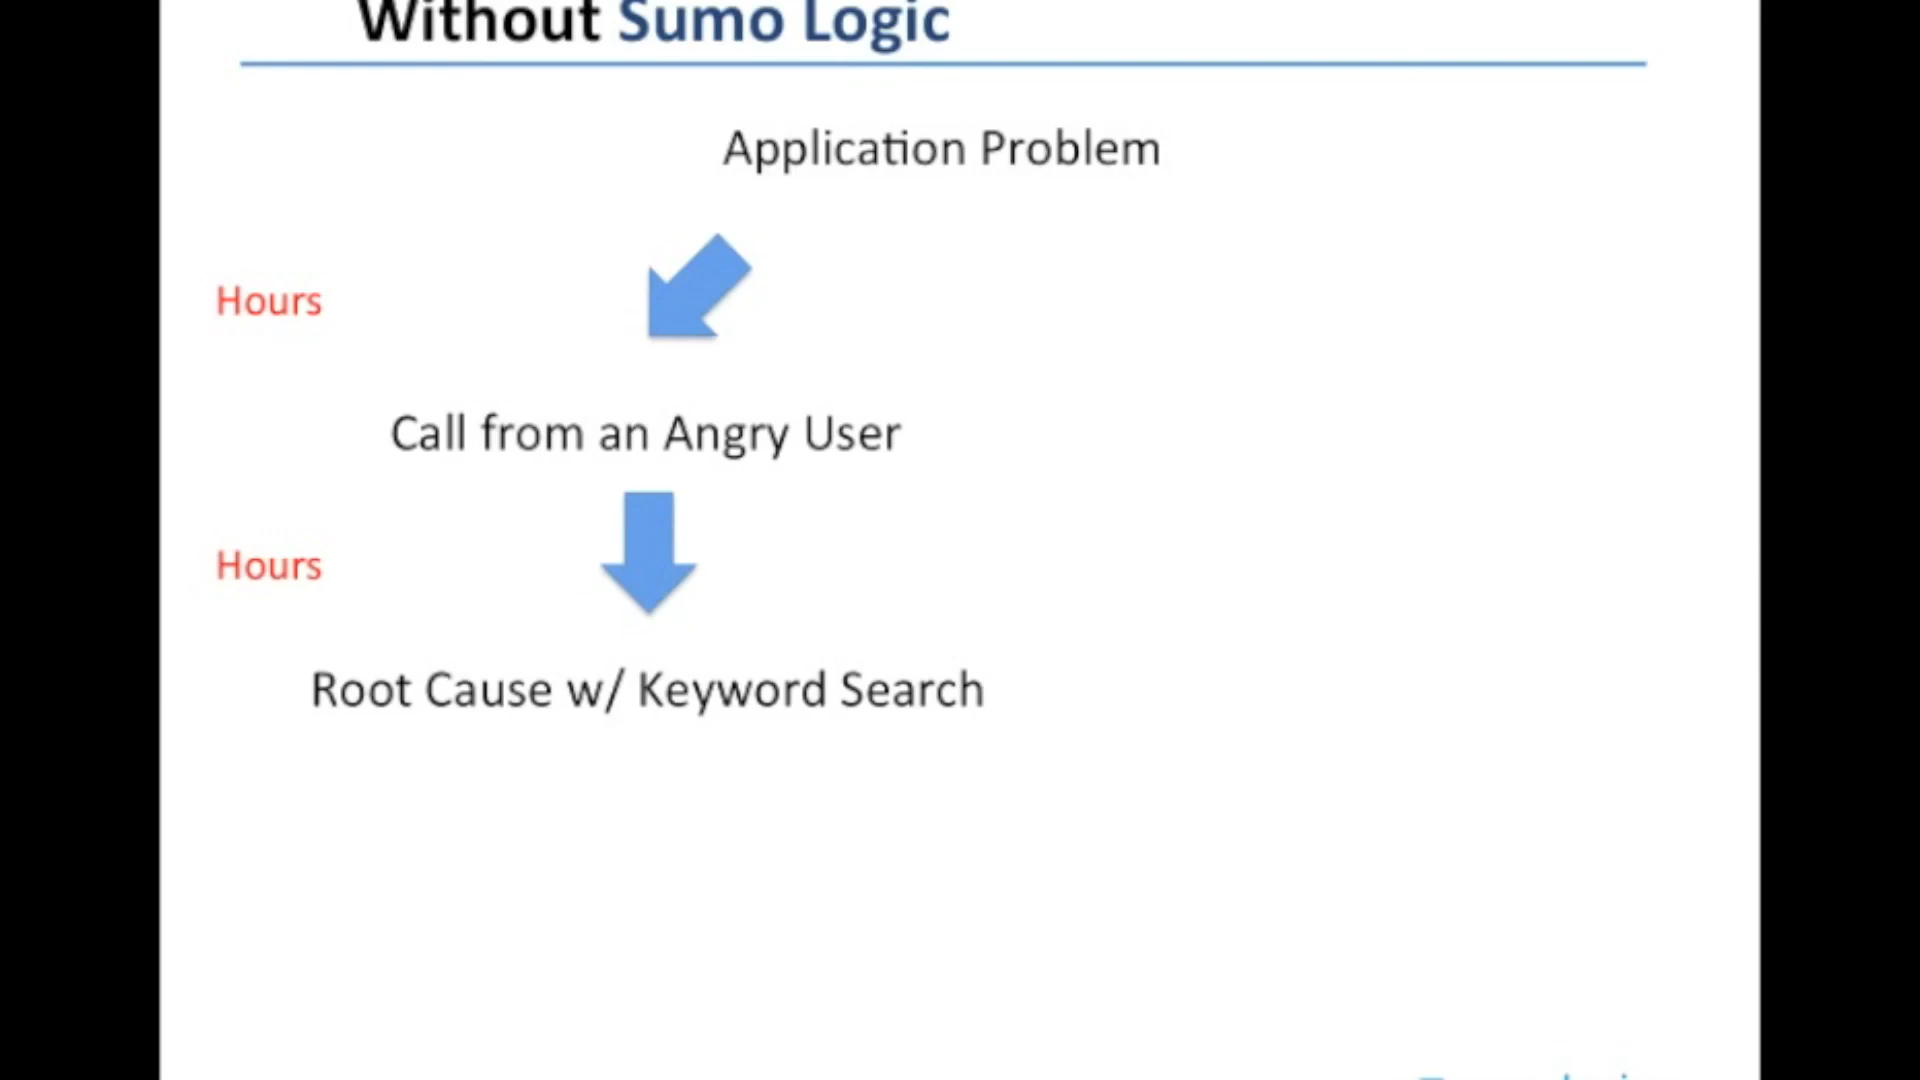 Without Sumo Logic
Application Problem
Hours
Call from an Angry User
Hours
Root Cause w/ Keyword Search